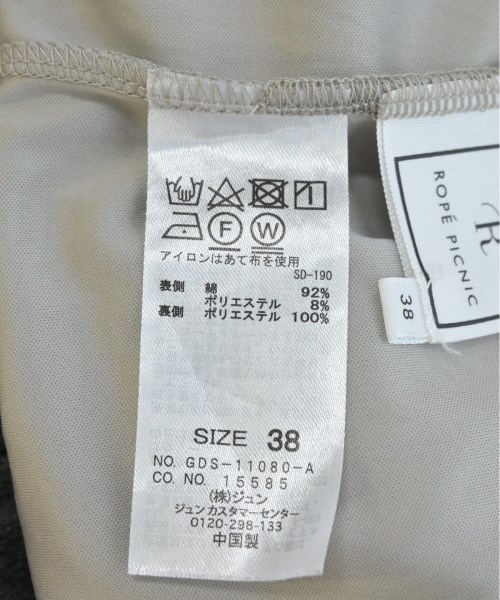 F W
アイロンはあて布を使用
SD-190
表側 綿 92%
ポリエステル 8%
裏側 ポリエステル 100%
SIZE 38
NO. GDS-11080-A
CO. NO. 15585
(株)ジュン
ジュン カスタマーセンター
0120-298-133
中国製
R
ROPÉ PICNIC
38